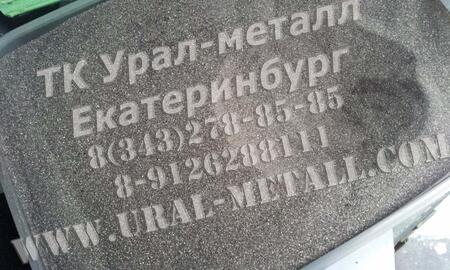 ТК Урал-металл
Екатеринбург
8(343)278-85-85
8-9126288111
WWW.URAL-METALL.COM